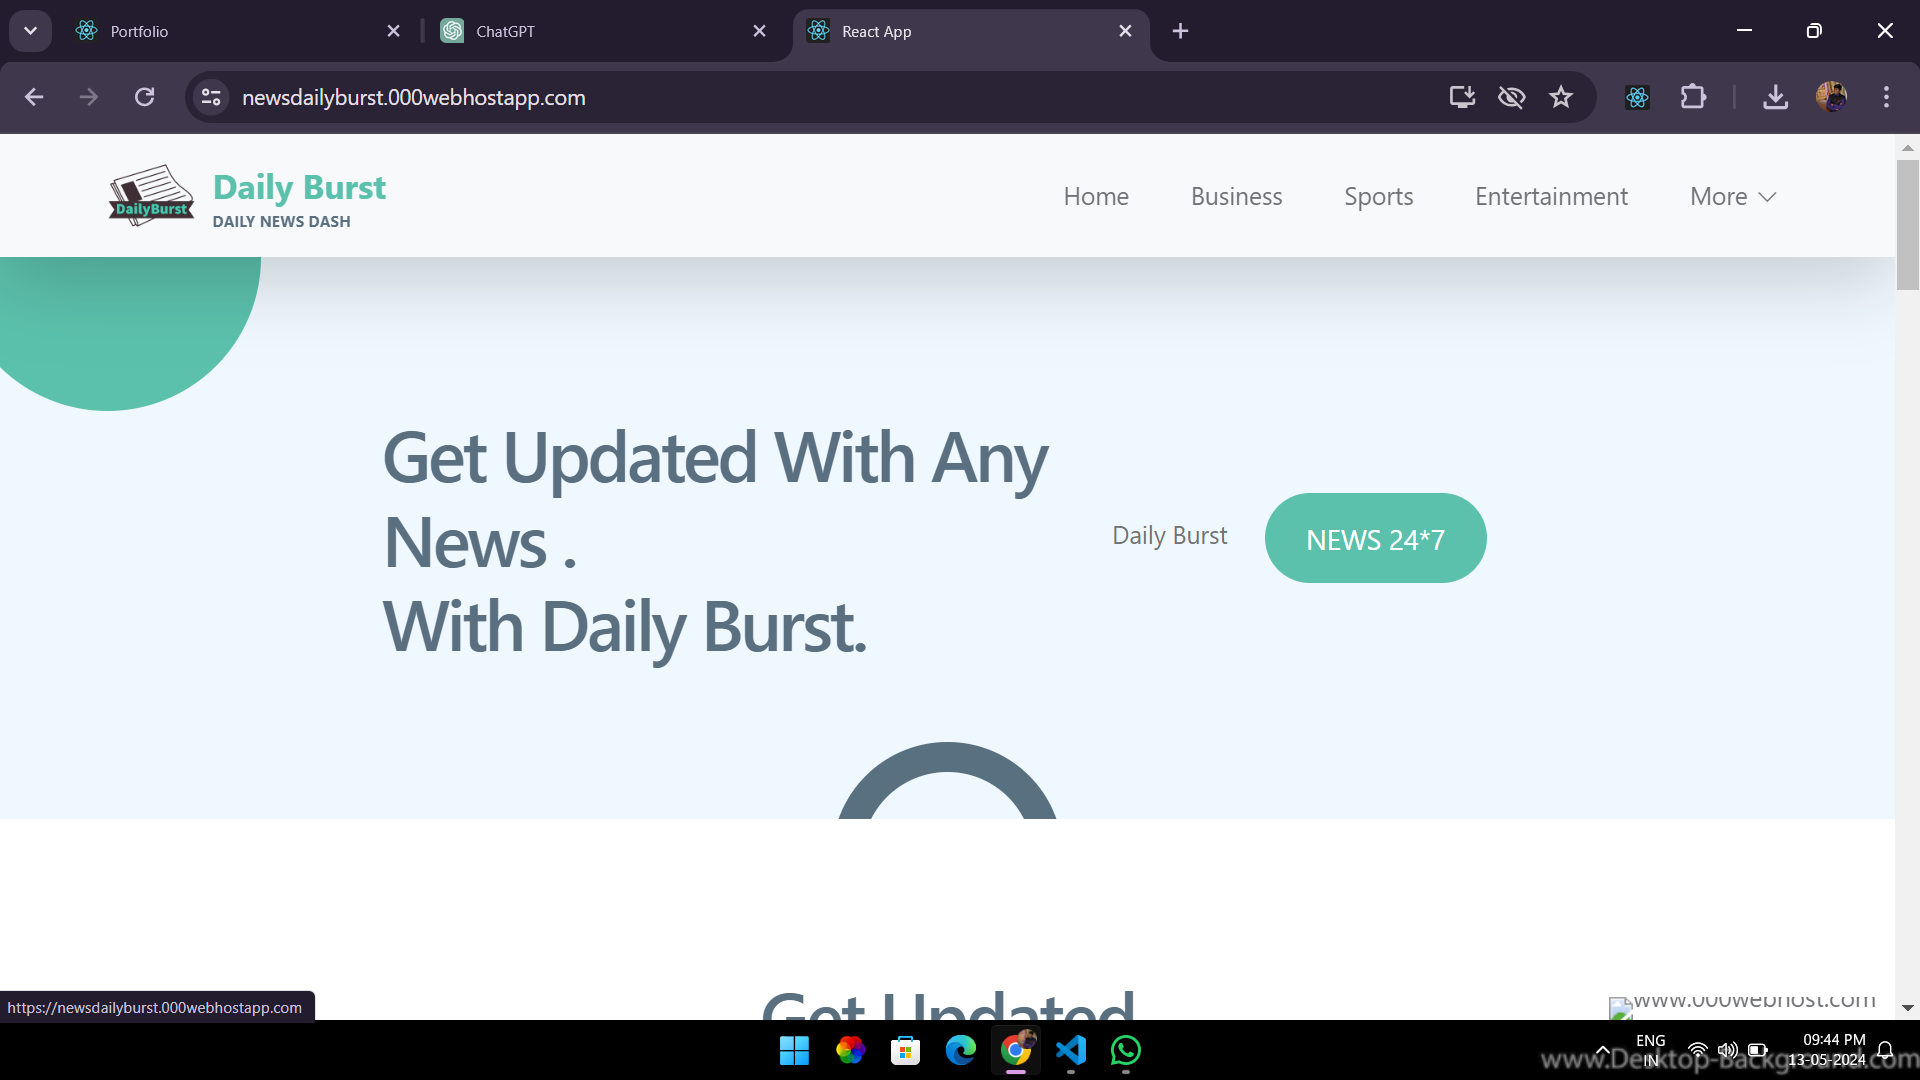 Portfolio
ChatGPT
React App
newsdailyburst.000webhostapp.com
DailyBurst
Daily Burst
DAILY NEWS DASH
Home
Business
Sports
Entertainment
More
Get Updated With Any
News .
With Daily Burst.
Daily Burst
NEWS 24*7
Get Updated
www.000webhost.com
https://newsdailyburst.000webhostapp.com
ENG
IN
09:44 PM
13-05-2024
www.Desktop-Background.com